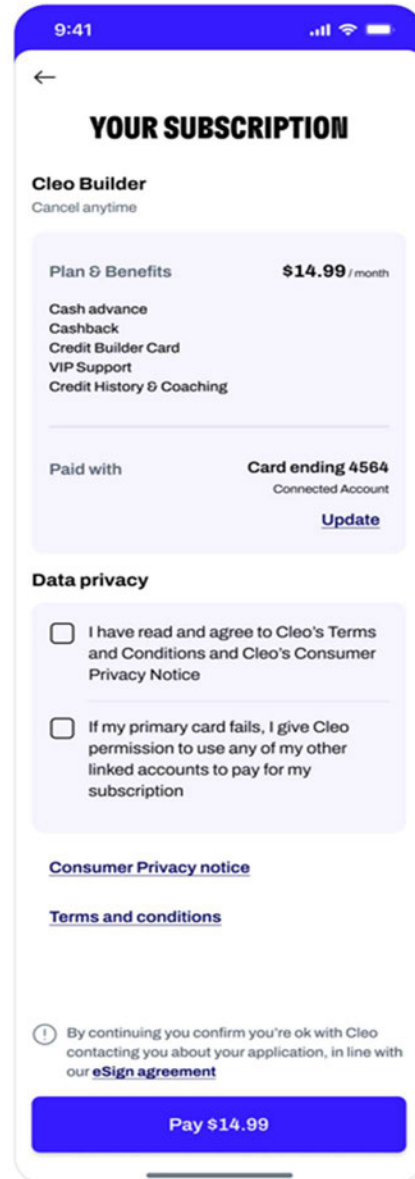 9:41
YOUR SUBSCRIPTION
Cleo Builder
Cancel anytime
Plan & Benefits $14.99 / month
Cash advance
Cashback
Credit Builder Card
VIP Support
Credit History & Coaching
Paid with Card ending 4564
Connected Account
Update
Data privacy
I have read and agree to Cleo's Terms
and Conditions and Cleo's Consumer
Privacy Notice
If my primary card fails, I give Cleo
permission to use any of my other
linked accounts to pay for my
subscription
Consumer Privacy notice
Terms and conditions
By continuing you confirm you're ok with Cleo
contacting you about your application, in line with
our eSign agreement
Pay $14.99